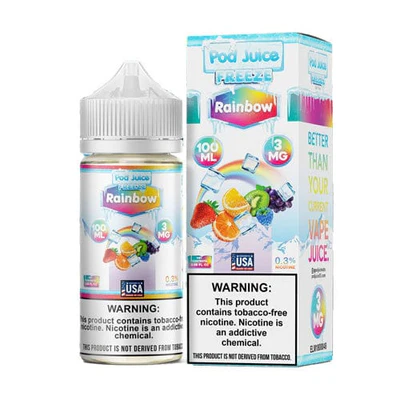 Pod Juice
FREEZE
Rainbow
100
ML
3
MG
USA
0.3%
NICOTINE
WARNING:
This product contains tobacco-free
nicotine. Nicotine is an addictive
chemical.
THIS PRODUCT IS NOT DERIVED FROM TOBACCO
Pod Juice
FREEZE
Rainbow
100
ML
3
MG
BETTER
THAN
YOUR
CURRENT
VAPE
JUICE.
USA
0.3%
NICOTINE
3
MG
WARNING:
This product contains
tobacco-free nicotine.
Nicotine is an
addictive chemical.
THIS PRODUCT IS NOT DERIVED FROM TOBACCO